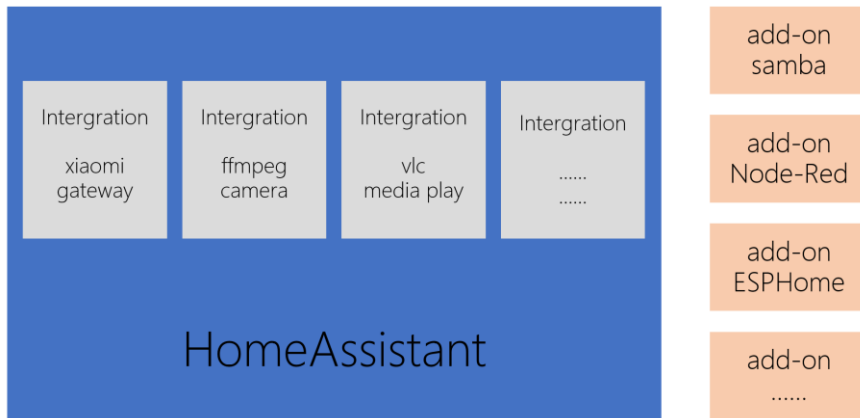 Intergration
xiaomi
gateway
Intergration
ffmpeg
camera
Intergration
vlc
media play
Intergration
......
......
HomeAssistant
add-on
samba
add-on
Node-Red
add-on
ESPHome
add-on
......